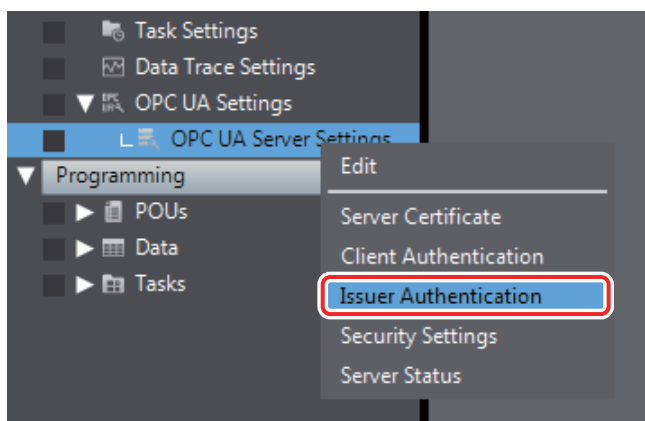 Task Settings
Data Trace Settings
OPC UA Settings
OPC UA Server Settings
Edit
Programming
Server Certificate
POUs
Client Authentication
Data
Issuer Authentication
Tasks
Security Settings
Server Status